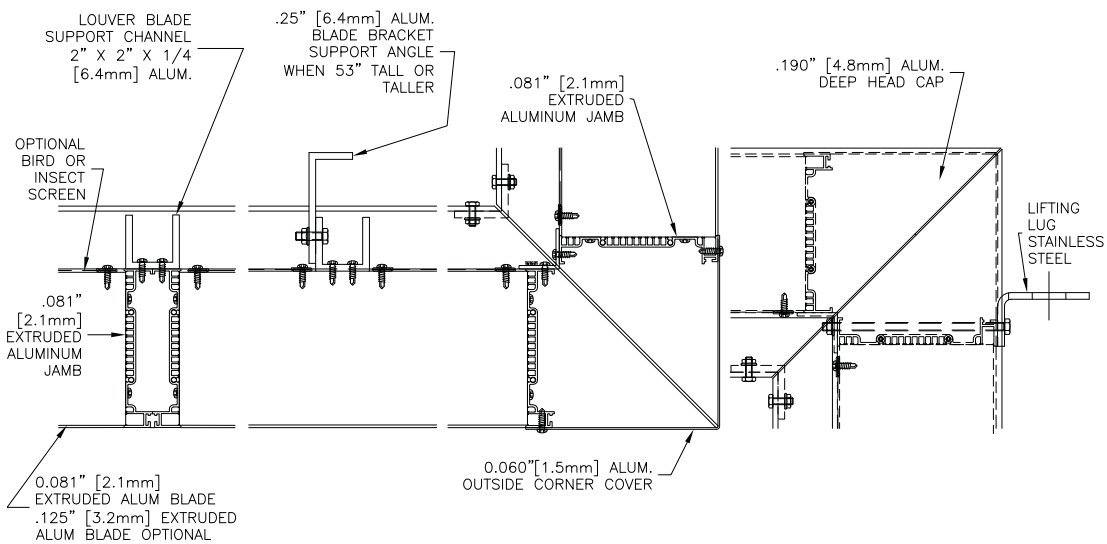 LOUVER BLADE
SUPPORT CHANNEL
2" X 2" X 1/4
[6.4mm] ALUM.
.25" [6.4mm] ALUM.
BLADE BRACKET
SUPPORT ANGLE
WHEN 53" TALL OR
TALLER
.081" [2.1mm]
EXTRUDED
ALUMINUM JAMB
.190" [4.8mm] ALUM.
DEEP HEAD CAP
OPTIONAL
BIRD OR
INSECT
SCREEN
LIFTING
LUG
STAINLESS
STEEL
.081"
[2.1mm]
EXTRUDED
ALUMINUM
JAMB
0.060"[1.5mm] ALUM.
OUTSIDE CORNER COVER
0.081" [2.1mm]
EXTRUDED ALUM BLADE
.125" [3.2mm] EXTRUDED
ALUM BLADE OPTIONAL